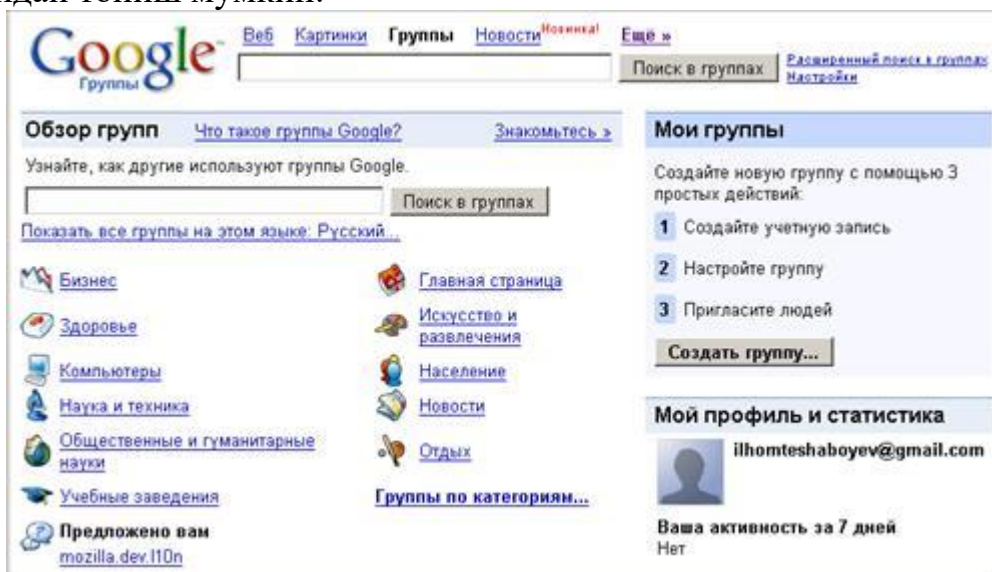 топиш мумкин.
Веб Картинки Группы Новости Новинка! Ещё »
Google
Группы
Поиск в группах
Расширенный поиск в группах
Настройки
Обзор групп Что такое группы Google? Знакомьтесь »
Узнайте, как другие используют группы Google.
Поиск в группах
Показать все группы на этом языке: Русский...
Бизнес
Главная страница
Здоровье
Искусство и
развлечения
Компьютеры
Население
Наука и техника
Новости
Общественные и гуманитарные
науки
Отдых
Учебные заведения
Группы по категориям...
Предложено вам
mozilla.dev.l10n
Мои группы
Создайте новую группу с помощью 3
простых действий:
1 Создайте учетную запись
2 Настройте группу
3 Пригласите людей
Создать группу...
Мой профиль и статистика
ilhomteshaboyev@gmail.com
Ваша активность за 7 дней
Нет